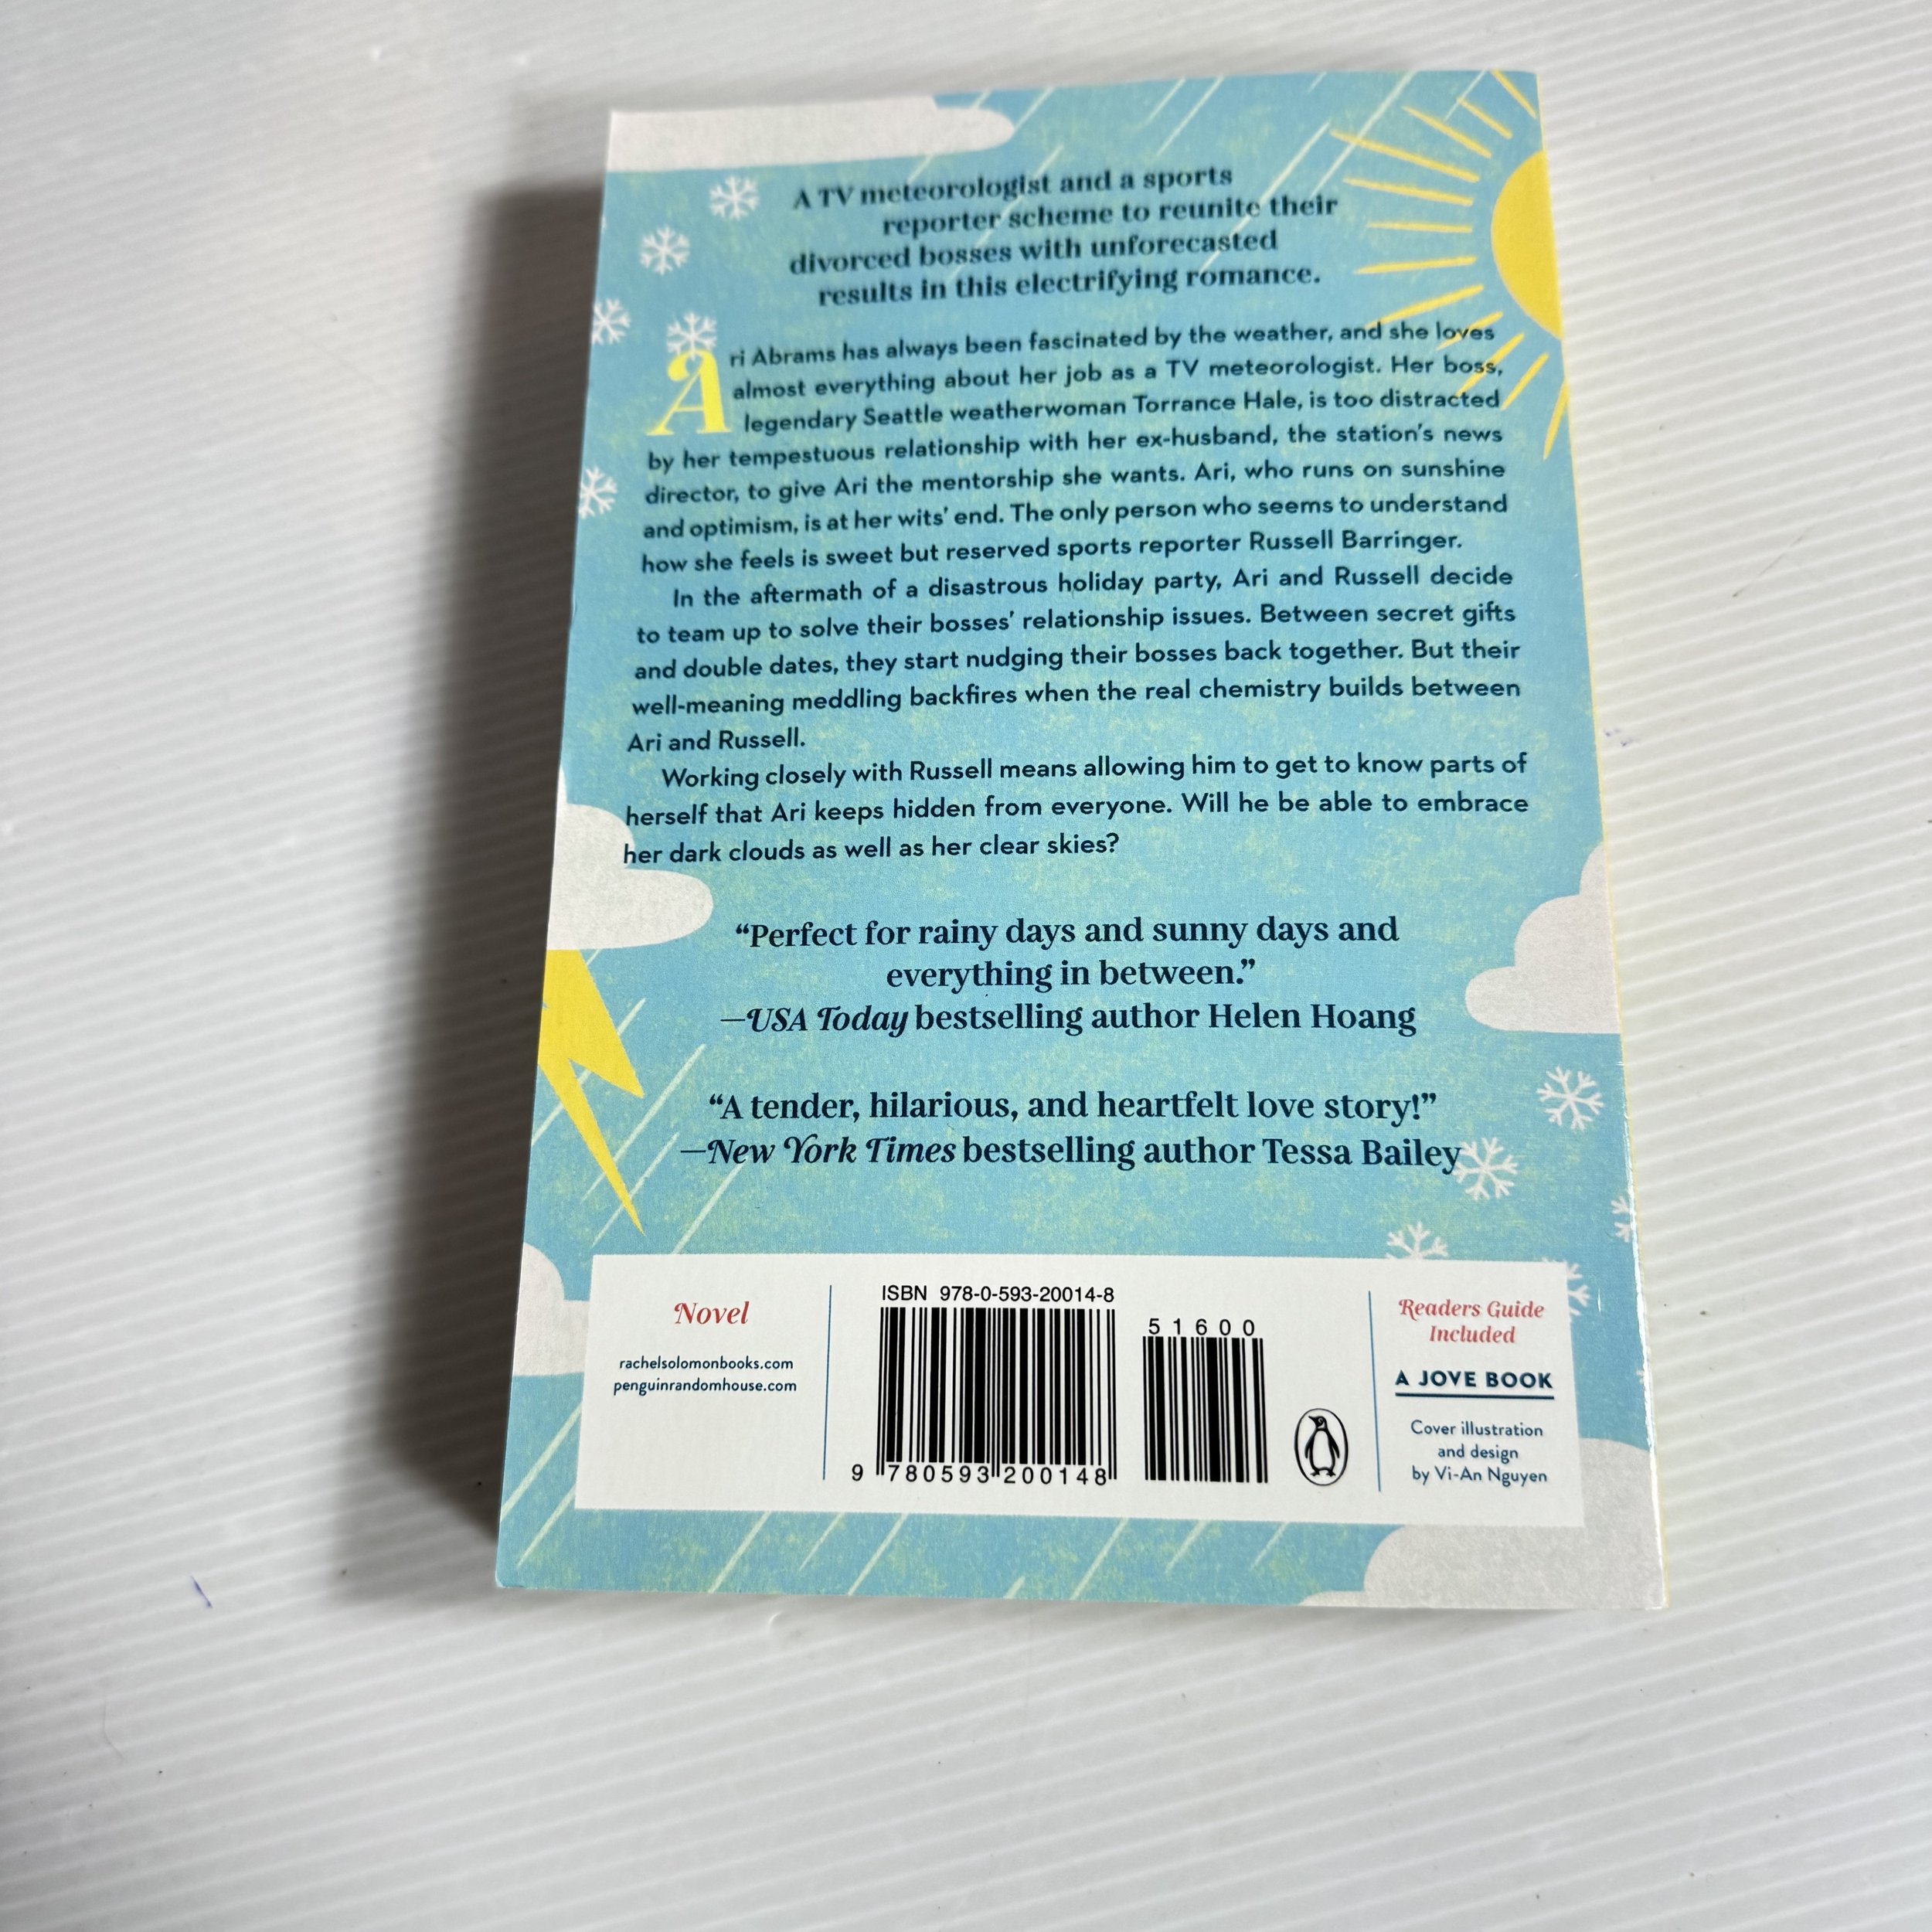 A TV meteorologist and a sports
reporter scheme to reunite their
divorced bosses with unforecasted
results in this electrifying romance.
Ari Abrams has always been fascinated by the weather, and she loves
almost everything about her job as a TV meteorologist. Her boss,
legendary Seattle weatherwoman Torrance Hale, is too distracted
by her tempestuous relationship with her ex-husband, the station's news
director, to give Ari the mentorship she wants. Ari, who runs on sunshine
and optimism, is at her wits' end. The only person who seems to understand
how she feels is sweet but reserved sports reporter Russell Barringer.
In the aftermath of a disastrous holiday party, Ari and Russell decide
to team up to solve their bosses' relationship issues. Between secret gifts
and double dates, they start nudging their bosses back together. But their
well-meaning meddling backfires when the real chemistry builds between
Ari and Russell.
Working closely with Russell means allowing him to get to know parts of
herself that Ari keeps hidden from everyone. Will he be able to embrace
her dark clouds as well as her clear skies?
“Perfect for rainy days and sunny days and
everything in between.”
—USA Today bestselling author Helen Hoang
“A tender, hilarious, and heartfelt love story!”
—New York Times bestselling author Tessa Bailey
Novel
rachelsolomonbooks.com
penguinrandomhouse.com
ISBN 978-0-593-20014-8
51600
9 780593 200148
Readers Guide
Included
A JOVE BOOK
Cover illustration
and design
by Vi-An Nguyen